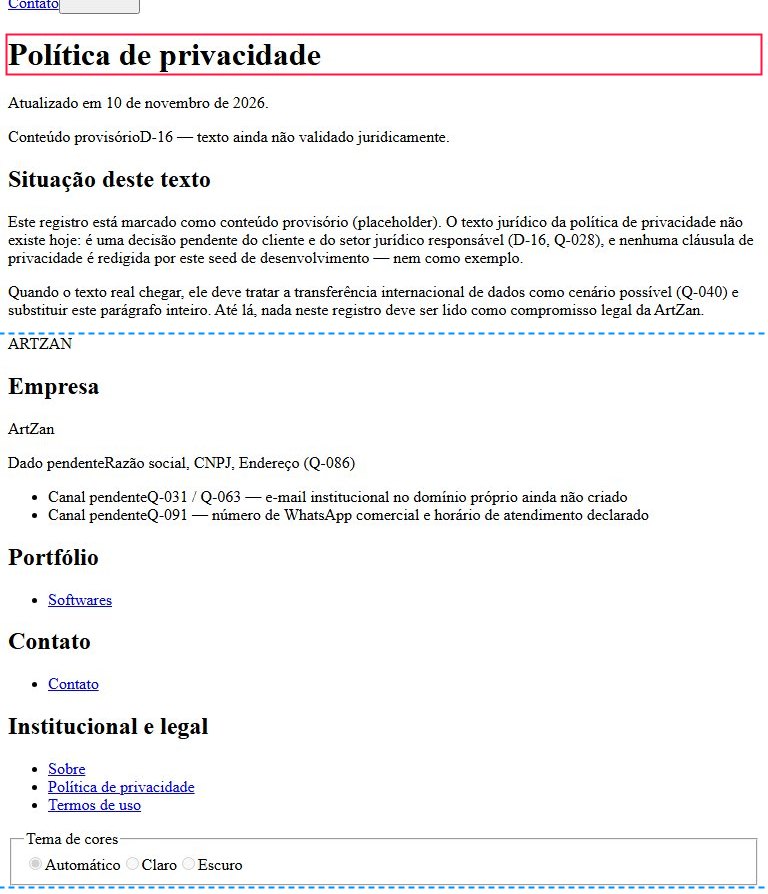 Contato
Política de privacidade
Atualizado em 10 de novembro de 2026.
Conteúdo provisórioD-16 — texto ainda não validado juridicamente.
Situação deste texto
Este registro está marcado como conteúdo provisório (placeholder). O texto jurídico da política de privacidade não
existe hoje: é uma decisão pendente do cliente e do setor jurídico responsável (D-16, Q-028), e nenhuma cláusula de
privacidade é redigida por este seed de desenvolvimento — nem como exemplo.
Quando o texto real chegar, ele deve tratar a transferência internacional de dados como cenário possível (Q-040) e
substituir este parágrafo inteiro. Até lá, nada neste registro deve ser lido como compromisso legal da ArtZan.
ARTZAN
Empresa
ArtZan
Dado pendenteRazão social, CNPJ, Endereço (Q-086)
Canal pendenteQ-031 / Q-063 — e-mail institucional no domínio próprio ainda não criado
Canal pendenteQ-091 — número de WhatsApp comercial e horário de atendimento declarado
Portfólio
Softwares
Contato
Contato
Institucional e legal
Sobre
Política de privacidade
Termos de uso
Tema de cores
Automático Claro Escuro